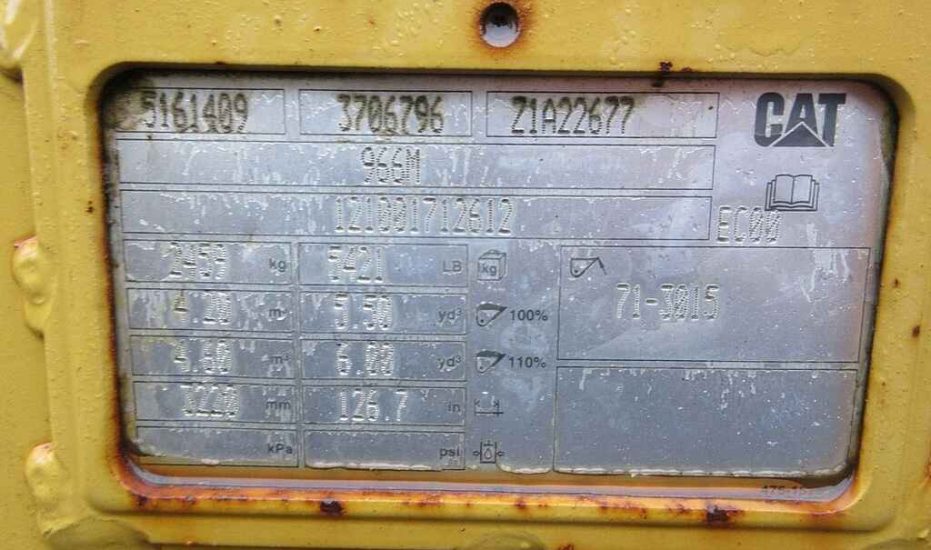 5161409 3706796 Z1A22677 CAT
966M
121001712612 EC00
2459 kg 5421 LB kg
4.20 m³ 5.50 yd³ 100% 71-3015
4.60 m³ 6.00 yd³ 110%
3220 mm 126.7 in
kPa psi